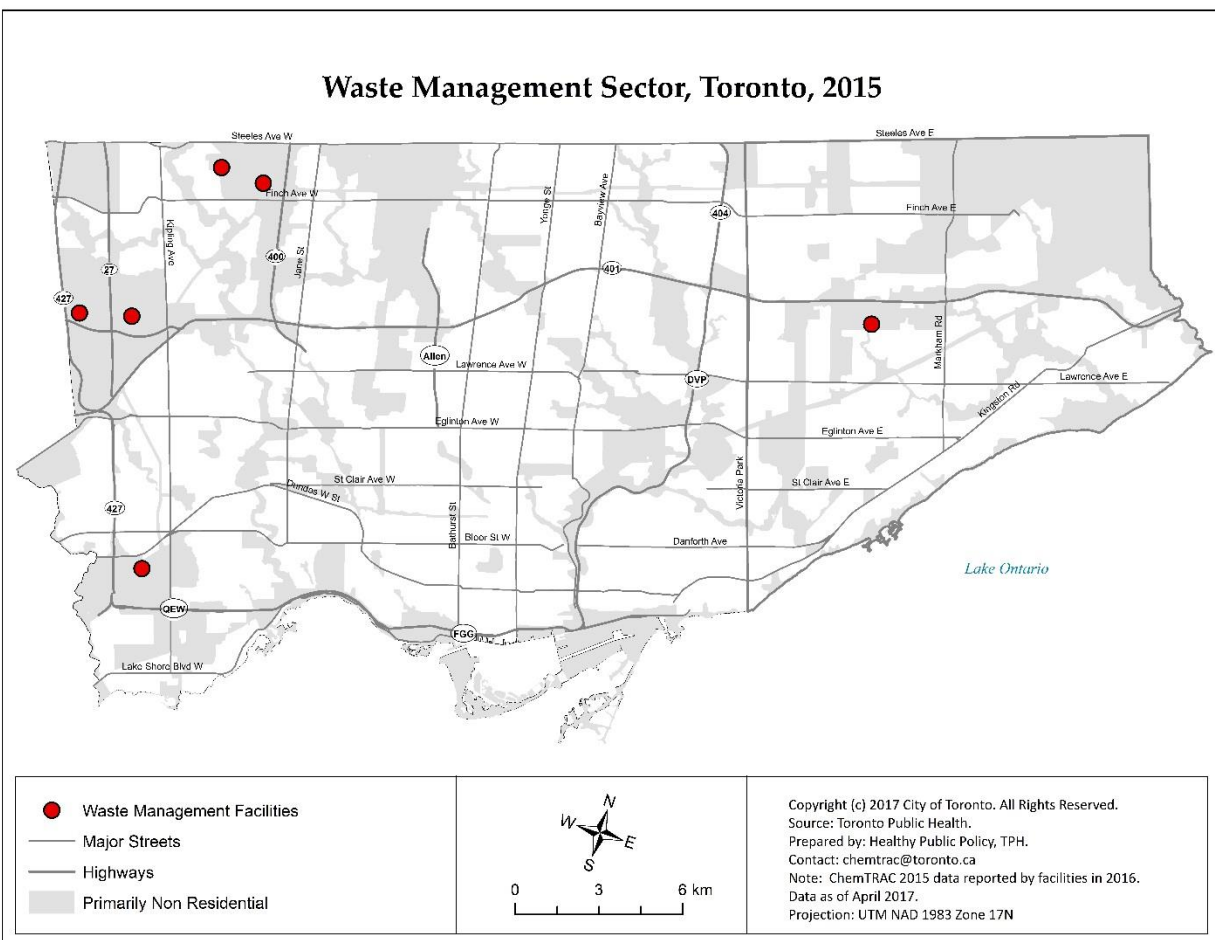 Waste Management Sector, Toronto, 2015
Steeles Ave W
Steeles Ave E
Finch Ave W
Finch Ave E
Kipling Ave
Jane St
Yonge St
Bayview Ave
404
400
401
27
427
Allen
Lawrence Ave W
DVP
Markham Rd
Lawrence Ave E
Kingston Rd
Eglinton Ave W
Eglinton Ave E
St Clair Ave W
St Clair Ave E
Dundas W St
Victoria Park
427
Bathurst St
Bloor St W
Danforth Ave
Lake Ontario
QEW
FGG
Lake Shore Blvd W
Waste Management Facilities
Major Streets
Highways
Primarily Non Residential
N
W
E
S
0 3 6 km
Copyright (c) 2017 City of Toronto. All Rights Reserved.
Source: Toronto Public Health.
Prepared by: Healthy Public Policy, TPH.
Contact: chemtrac@toronto.ca
Note: ChemTRAC 2015 data reported by facilities in 2016.
Data as of April 2017.
Projection: UTM NAD 1983 Zone 17N